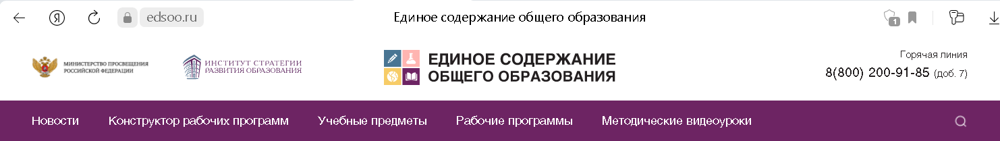 Я
edsoo.ru
Единое содержание общего образования
1
МИНИСТЕРСТВО ПРОСВЕЩЕНИЯ
РОССИЙСКОЙ ФЕДЕРАЦИИ
ИНСТИТУТ СТРАТЕГИИ
РАЗВИТИЯ ОБРАЗОВАНИЯ
ЕДИНОЕ СОДЕРЖАНИЕ
ОБЩЕГО ОБРАЗОВАНИЯ
Горячая линия
8(800) 200-91-85 (доб. 7)
Новости
Конструктор рабочих программ
Учебные предметы
Рабочие программы
Методические видеоуроки